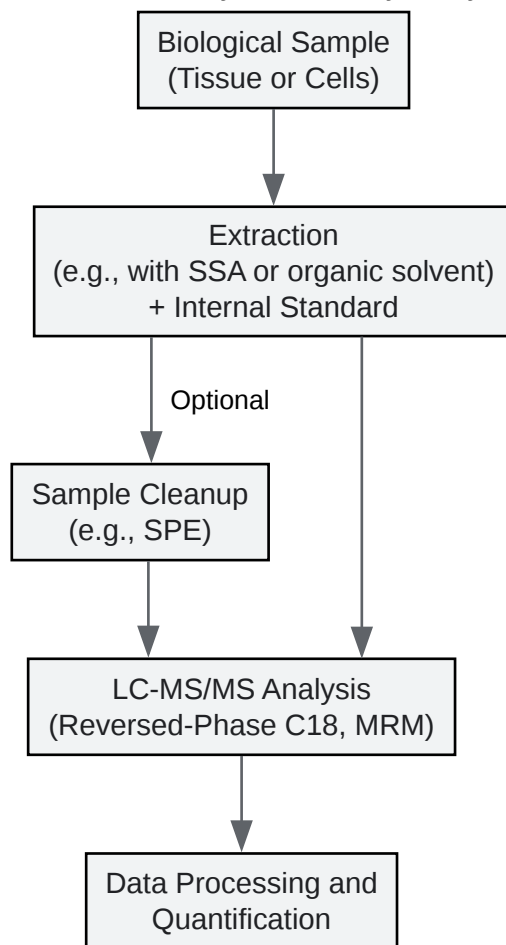 Biological Sample
(Tissue or Cells)
Extraction
(e.g., with SSA or organic solvent)
+ Internal Standard
Optional
Sample Cleanup
(e.g., SPE)
LC-MS/MS Analysis
(Reversed-Phase C18, MRM)
Data Processing and
Quantification